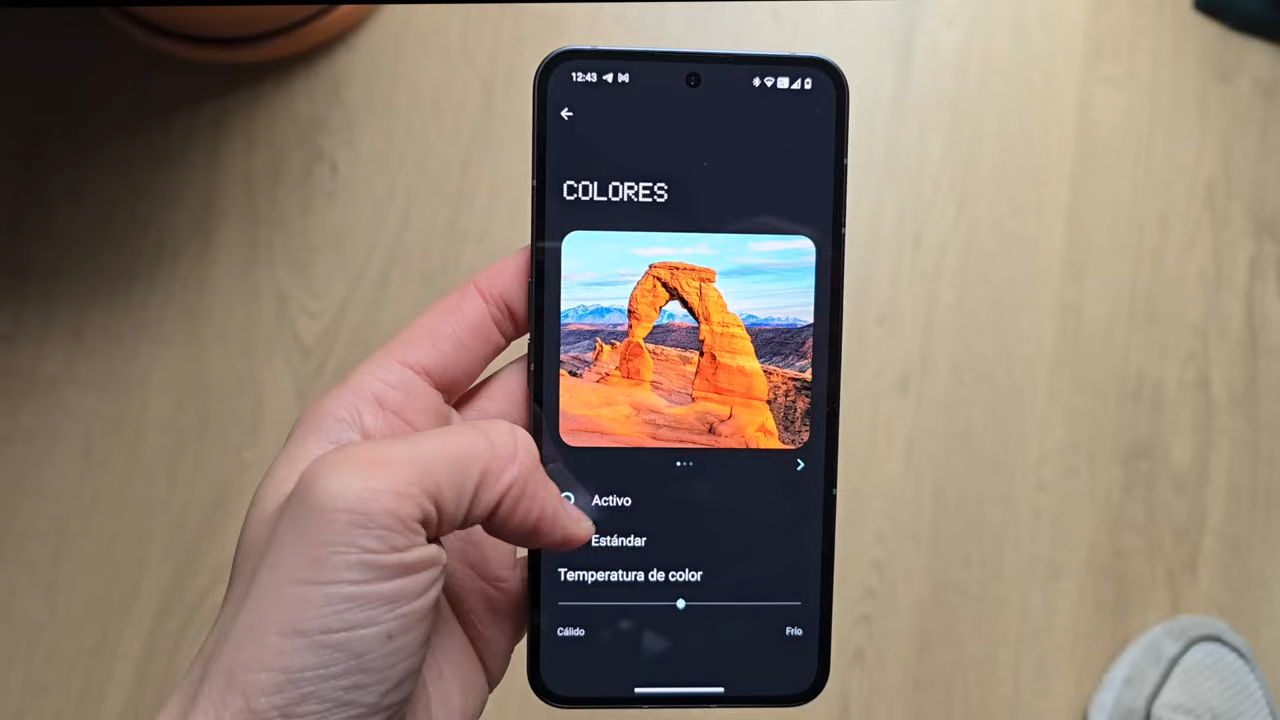 12:43
COLORES
Activo
Estándar
Temperatura de color
Cálido
Frío